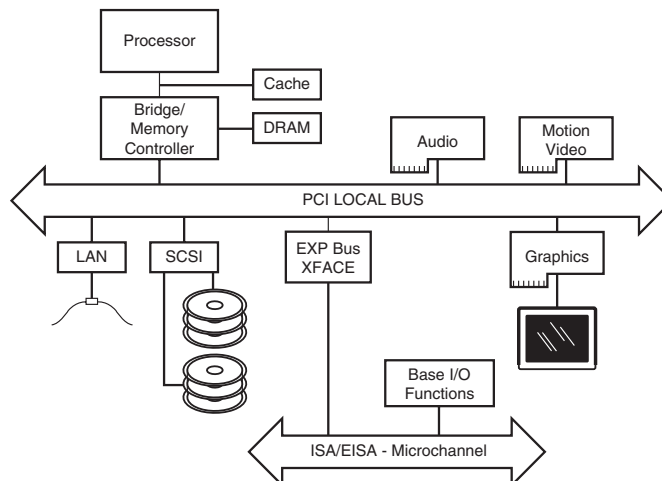 Processor
Cache
Bridge/
Memory
Controller
DRAM
Audio
Motion
Video
PCI LOCAL BUS
LAN
SCSI
EXP Bus
XFACE
Graphics
Base I/O
Functions
ISA/EISA - Microchannel